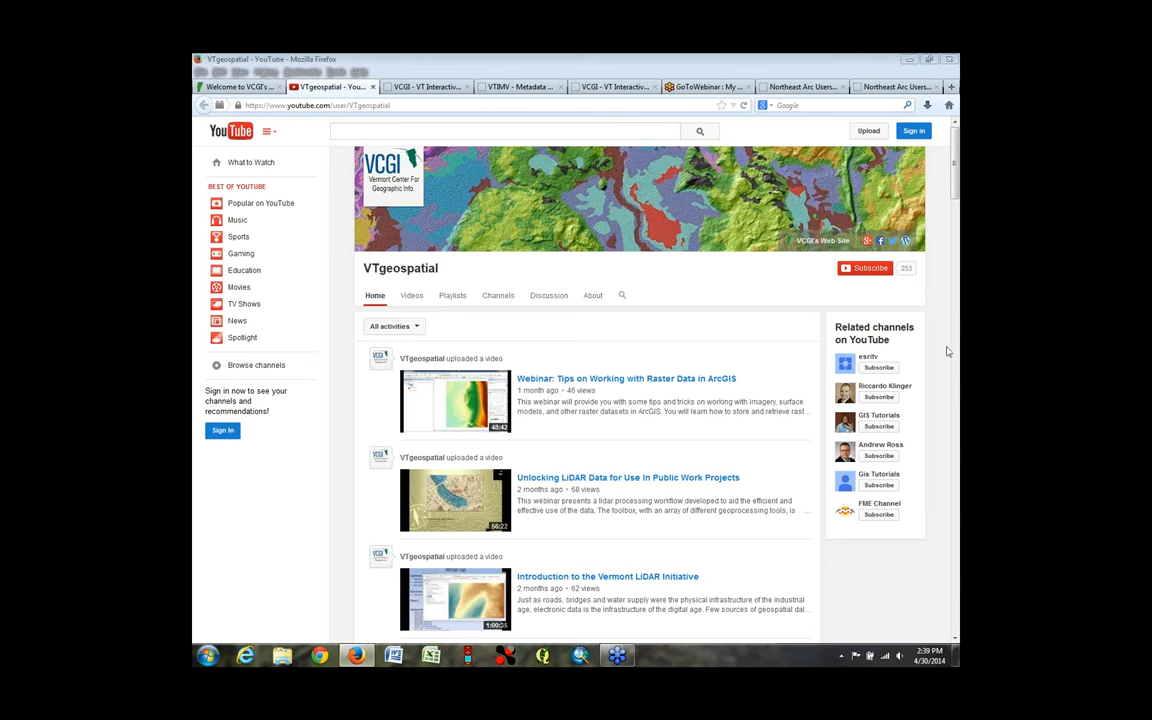 VTgeospatial - YouTube - Mozilla Firefox
Welcome to VCGI's ...
VTgeospatial - You...
VCGI - VT Interactiv...
VTIMV - Metadata ...
VCGI - VT Interactiv...
GoToWebinar : My ...
Northeast Arc Users...
Northeast Arc Users...
https://www.youtube.com/user/VTgeospatial
Google
YouTube
Upload
Sign in
What to Watch
BEST OF YOUTUBE
Popular on YouTube
Music
Sports
Gaming
Education
Movies
TV Shows
News
Spotlight
Browse channels
Sign in now to see your
channels and
recommendations!
Sign In
VCGI
Vermont Center For
Geographic Info.
VCGI's Web Site
VTgeospatial
Subscribe
253
Home
Videos
Playlists
Channels
Discussion
About
All activities
VTgeospatial uploaded a video
Webinar: Tips on Working with Raster Data in ArcGIS
1 month ago • 46 views
This webinar will provide you with some tips and tricks on working with imagery, surface
models, and other raster datasets in ArcGIS. You will learn how to store and retrieve rast...
48:42
VTgeospatial uploaded a video
Unlocking LiDAR Data for Use In Public Work Projects
2 months ago • 68 views
This webinar presents a lidar processing workflow developed to aid the efficient and
effective use of the data. The toolbox, with an array of different geoprocessing tools, is ...
56:22
VTgeospatial uploaded a video
Introduction to the Vermont LiDAR Initiative
2 months ago • 62 views
Just as roads, bridges and water supply were the physical infrastructure of the industrial
age, electronic data is the infrastructure of the digital age. Few sources of geospatial dat...
Wrap Up
1:00:35
Related channels
on YouTube
esritv
Subscribe
Riccardo Klinger
Subscribe
GIS Tutorials
Subscribe
Andrew Ross
Subscribe
Gis Tutorials
Subscribe
FME Channel
Subscribe
2:39 PM
4/30/2014